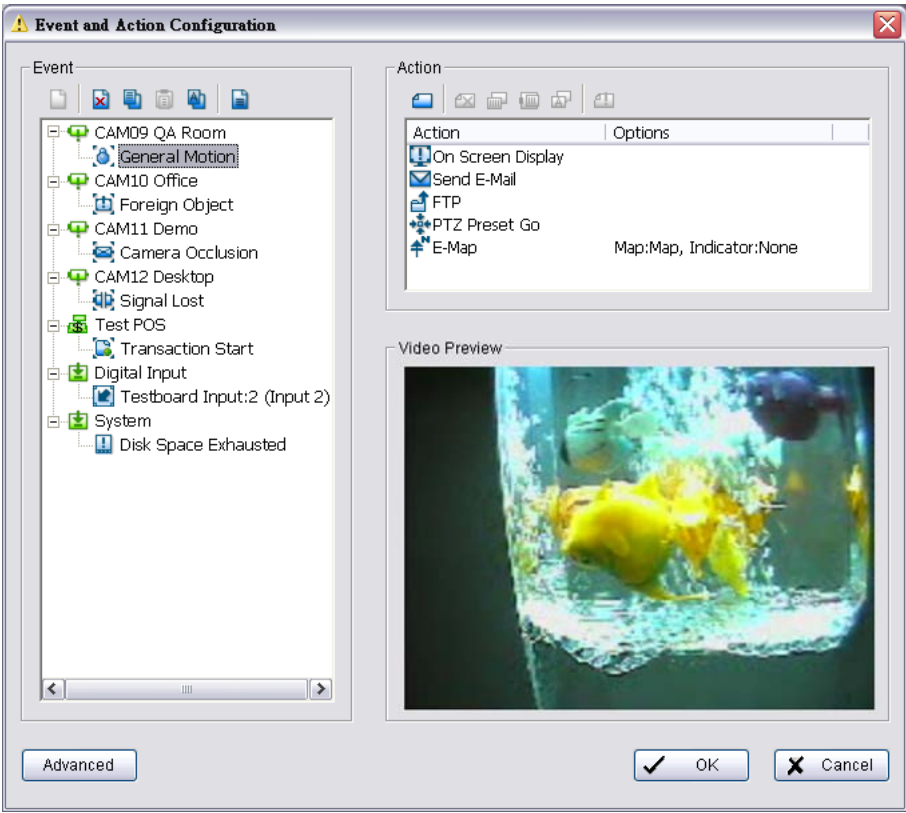 Event and Action Configuration
Event
CAM09 QA Room
General Motion
CAM10 Office
Foreign Object
CAM11 Demo
Camera Occlusion
CAM12 Desktop
Signal Lost
Test POS
Transaction Start
Digital Input
Testboard Input:2 (Input 2)
System
Disk Space Exhausted
Action
Action Options
On Screen Display
Send E-Mail
FTP
PTZ Preset Go
E-Map Map:Map, Indicator:None
Video Preview
Advanced
OK
Cancel